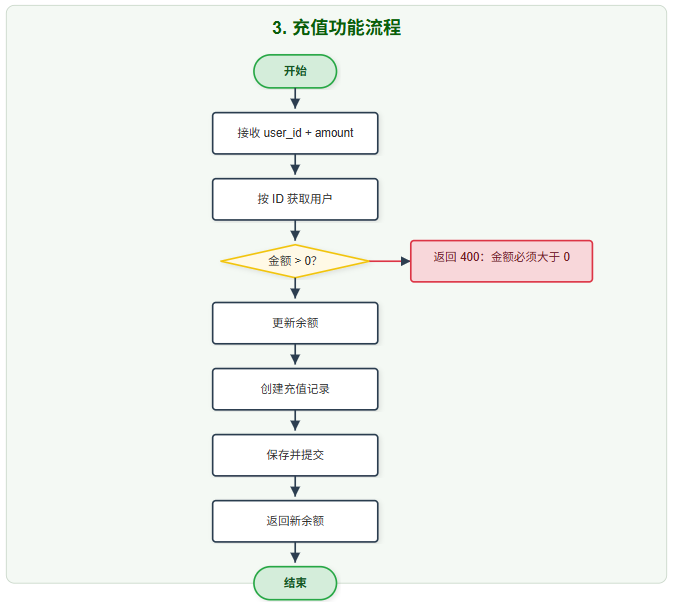 3. 充值功能流程
开始
接收 user_id + amount
按 ID 获取用户
金额 > 0?
返回 400：金额必须大于 0
更新余额
创建充值记录
保存并提交
返回新余额
结束